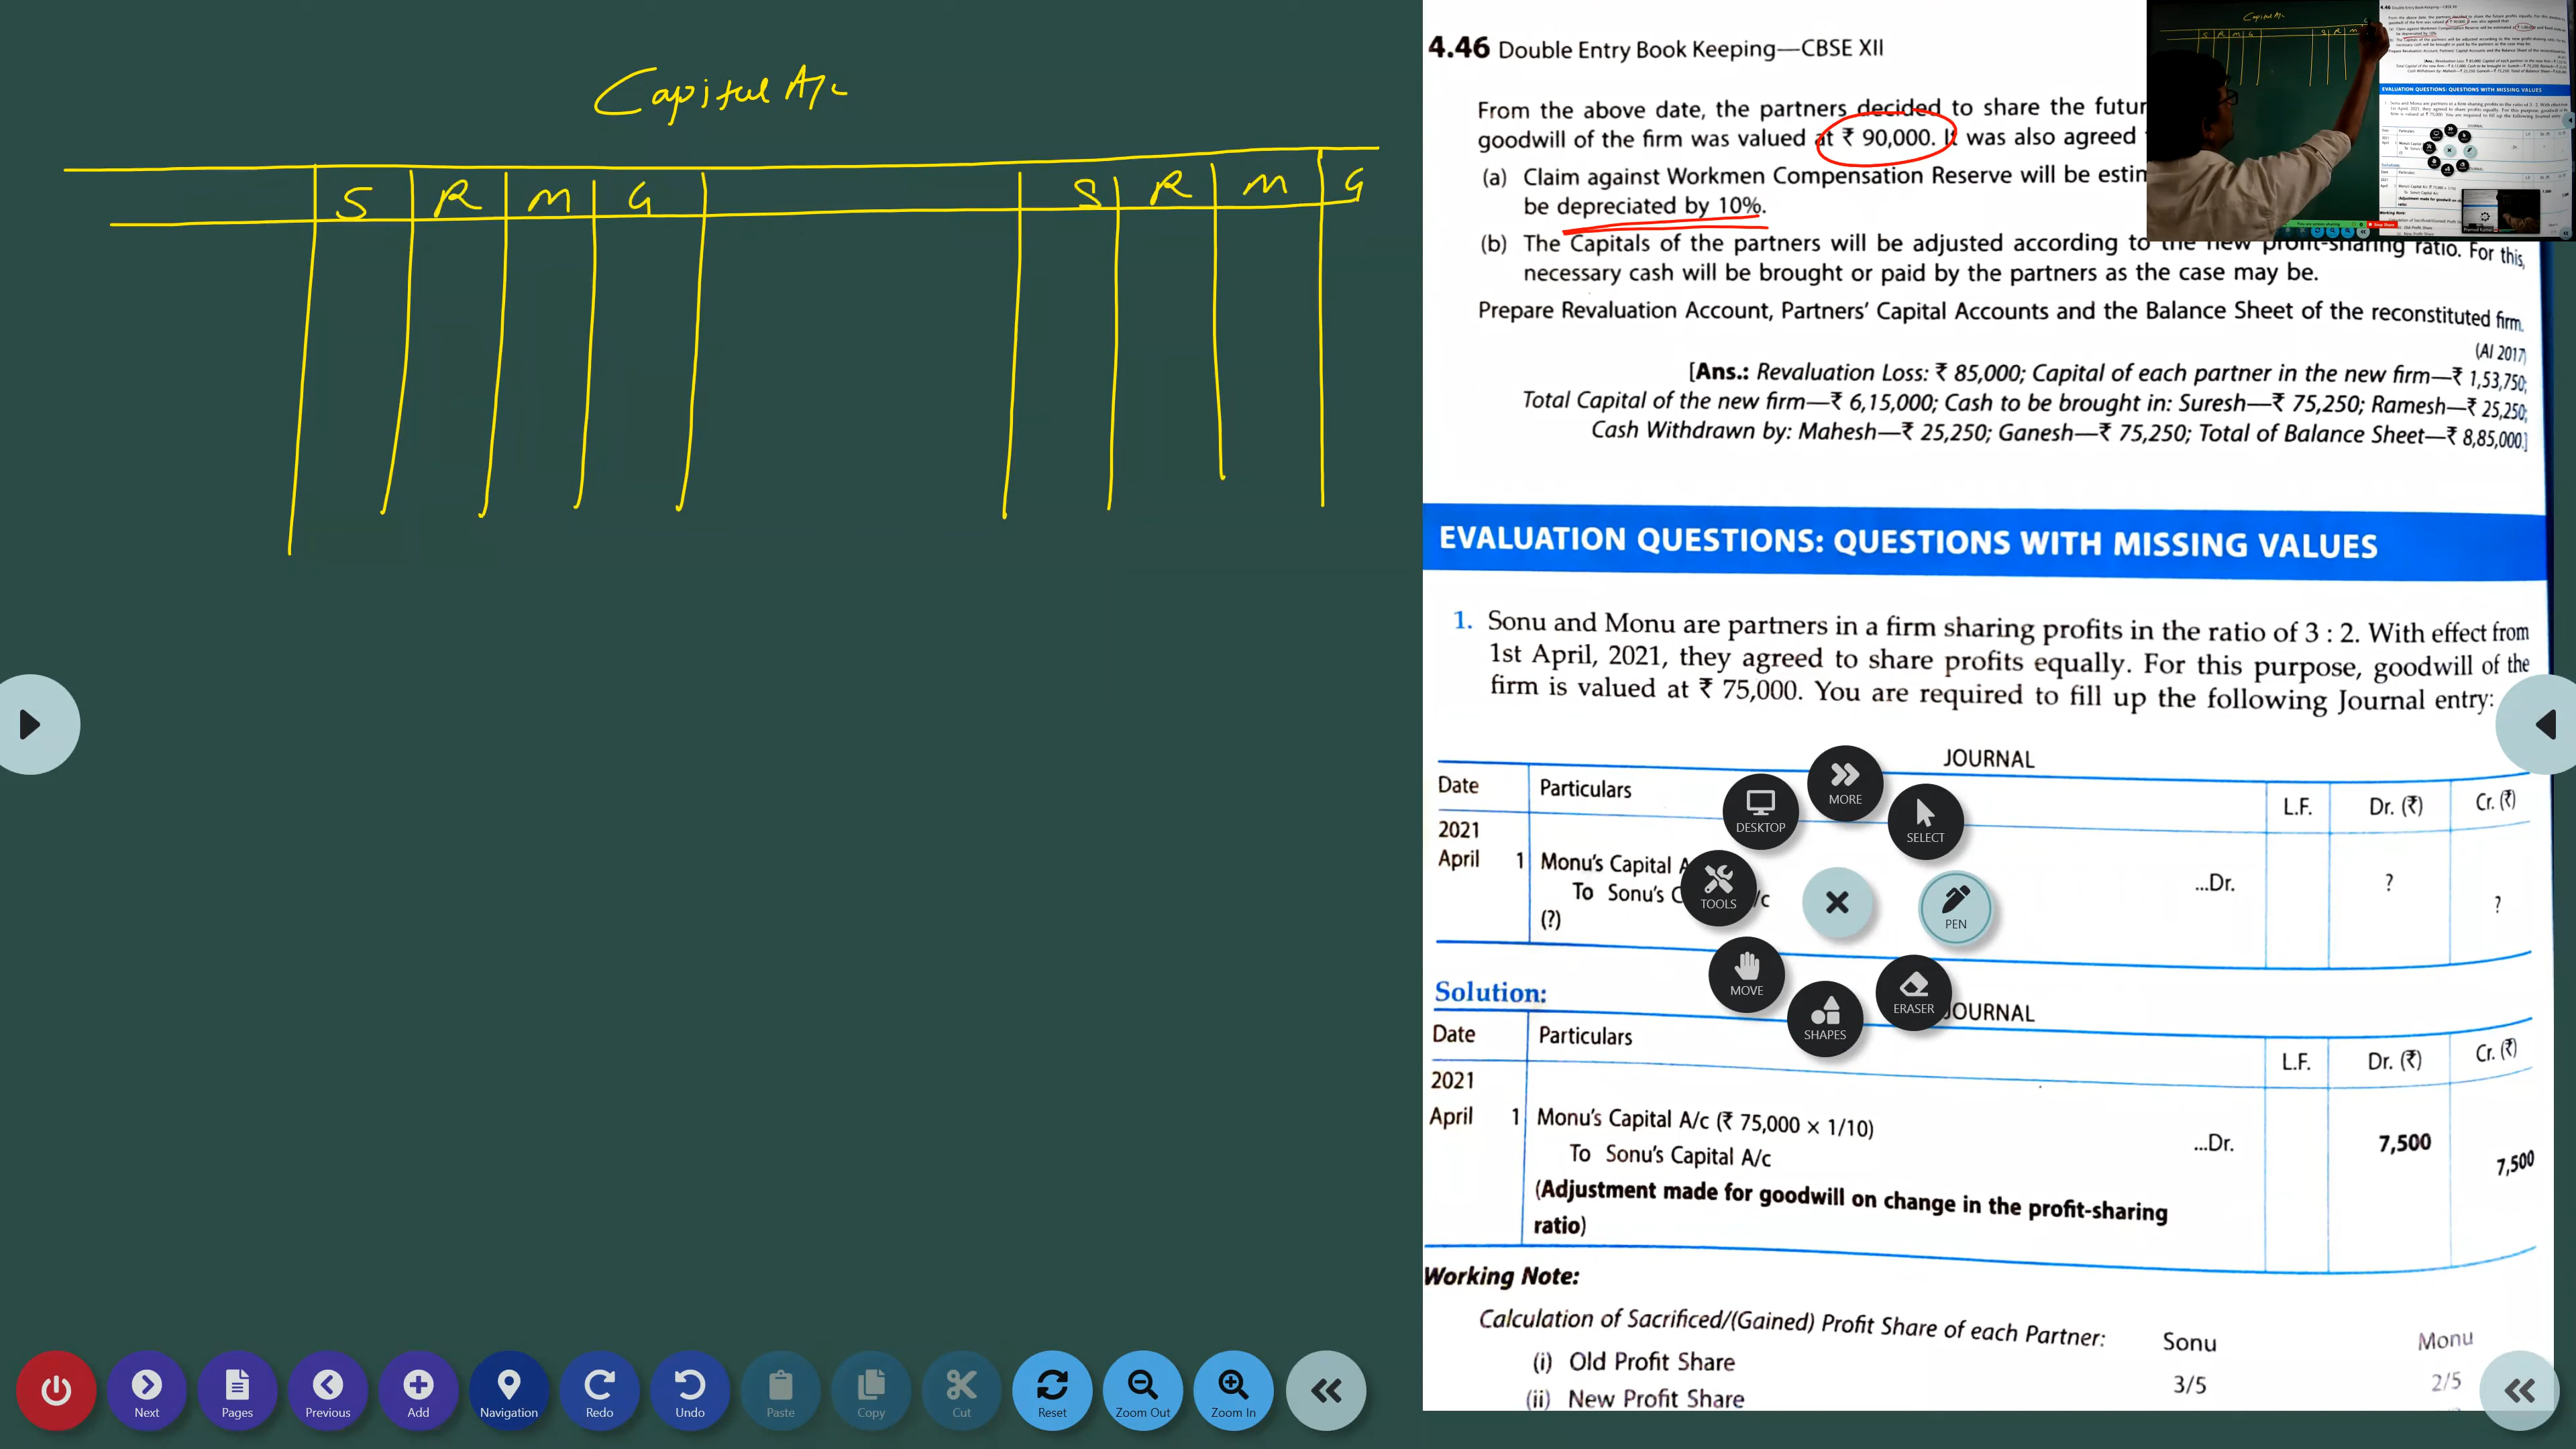 Capital A/c
S R M G S R M G
4.46 Double Entry Book Keeping—CBSE XII
From the above date, the partners decided to share the futur
goodwill of the firm was valued at ₹ 90,000. It was also agreed
(a) Claim against Workmen Compensation Reserve will be estin
be depreciated by 10%.
(b) The Capitals of the partners will be adjusted according to the new profit-sharing ratio. For this,
necessary cash will be brought or paid by the partners as the case may be.
Prepare Revaluation Account, Partners' Capital Accounts and the Balance Sheet of the reconstituted firm.
(AI 2017)
[Ans.: Revaluation Loss: ₹ 85,000; Capital of each partner in the new firm—₹ 1,53,750;
Total Capital of the new firm—₹ 6,15,000; Cash to be brought in: Suresh—₹ 75,250; Ramesh—₹ 25,250;
Cash Withdrawn by: Mahesh—₹ 25,250; Ganesh—₹ 75,250; Total of Balance Sheet—₹ 8,85,000.]
EVALUATION QUESTIONS: QUESTIONS WITH MISSING VALUES
1. Sonu and Monu are partners in a firm sharing profits in the ratio of 3 : 2. With effect from
1st April, 2021, they agreed to share profits equally. For this purpose, goodwill of the
firm is valued at ₹ 75,000. You are required to fill up the following Journal entry:
JOURNAL
Date Particulars L.F. Dr. (₹) Cr. (₹)
2021
April 1 Monu's Capital A ...Dr. ?
To Sonu's C /c ?
(?)
MORE
DESKTOP
SELECT
TOOLS
PEN
MOVE
ERASER
SHAPES
Solution:
JOURNAL
Date Particulars L.F. Dr. (₹) Cr. (₹)
2021
April 1 Monu's Capital A/c (₹ 75,000 × 1/10) ...Dr. 7,500
To Sonu's Capital A/c 7,500
(Adjustment made for goodwill on change in the profit-sharing
ratio)
Working Note:
Calculation of Sacrificed/(Gained) Profit Share of each Partner: Sonu Monu
(i) Old Profit Share 3/5 2/5
(ii) New Profit Share
Next Pages Previous Add Navigation Redo Undo Paste Copy Cut Reset Zoom Out Zoom In